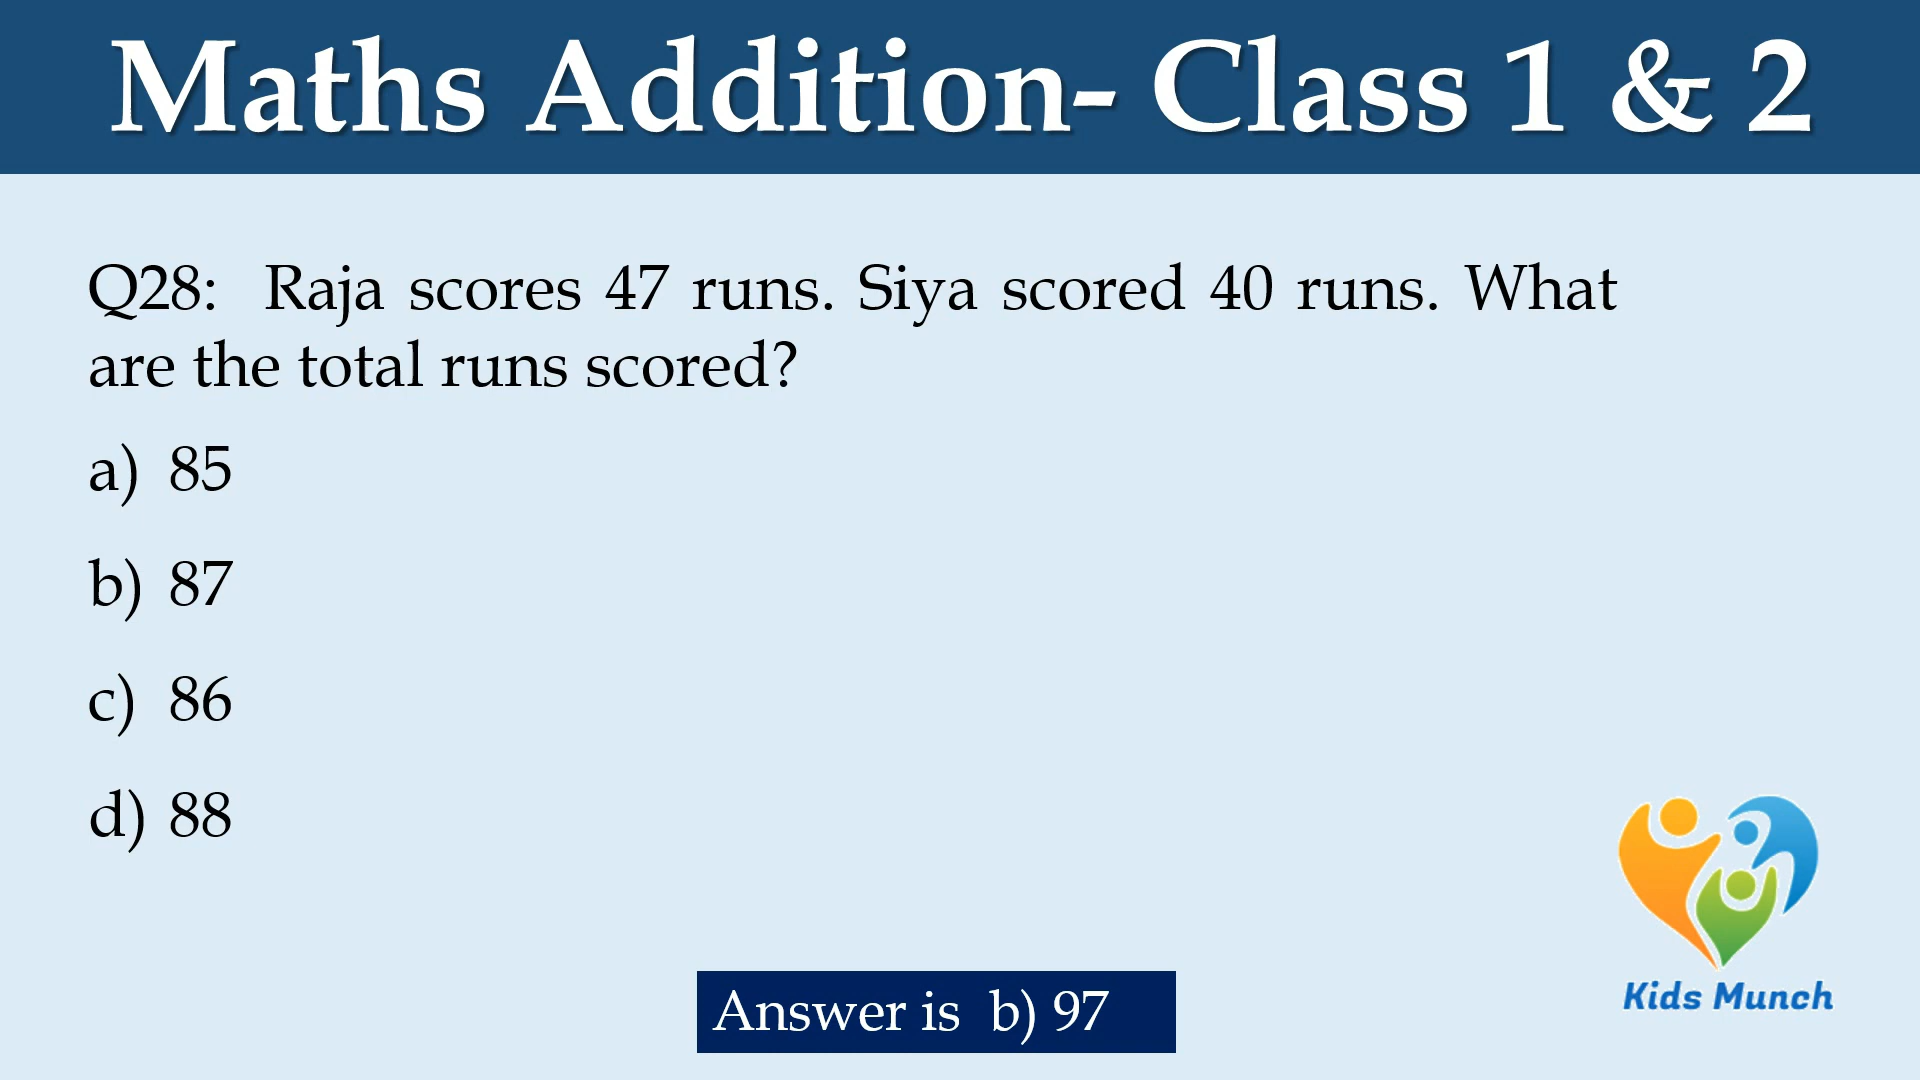 Maths Addition- Class 1 & 2
Q28: Raja scores 47 runs. Siya scored 40 runs. What
are the total runs scored?
a) 85
b) 87
c) 86
d) 88
Kids Munch
Answer is b) 97